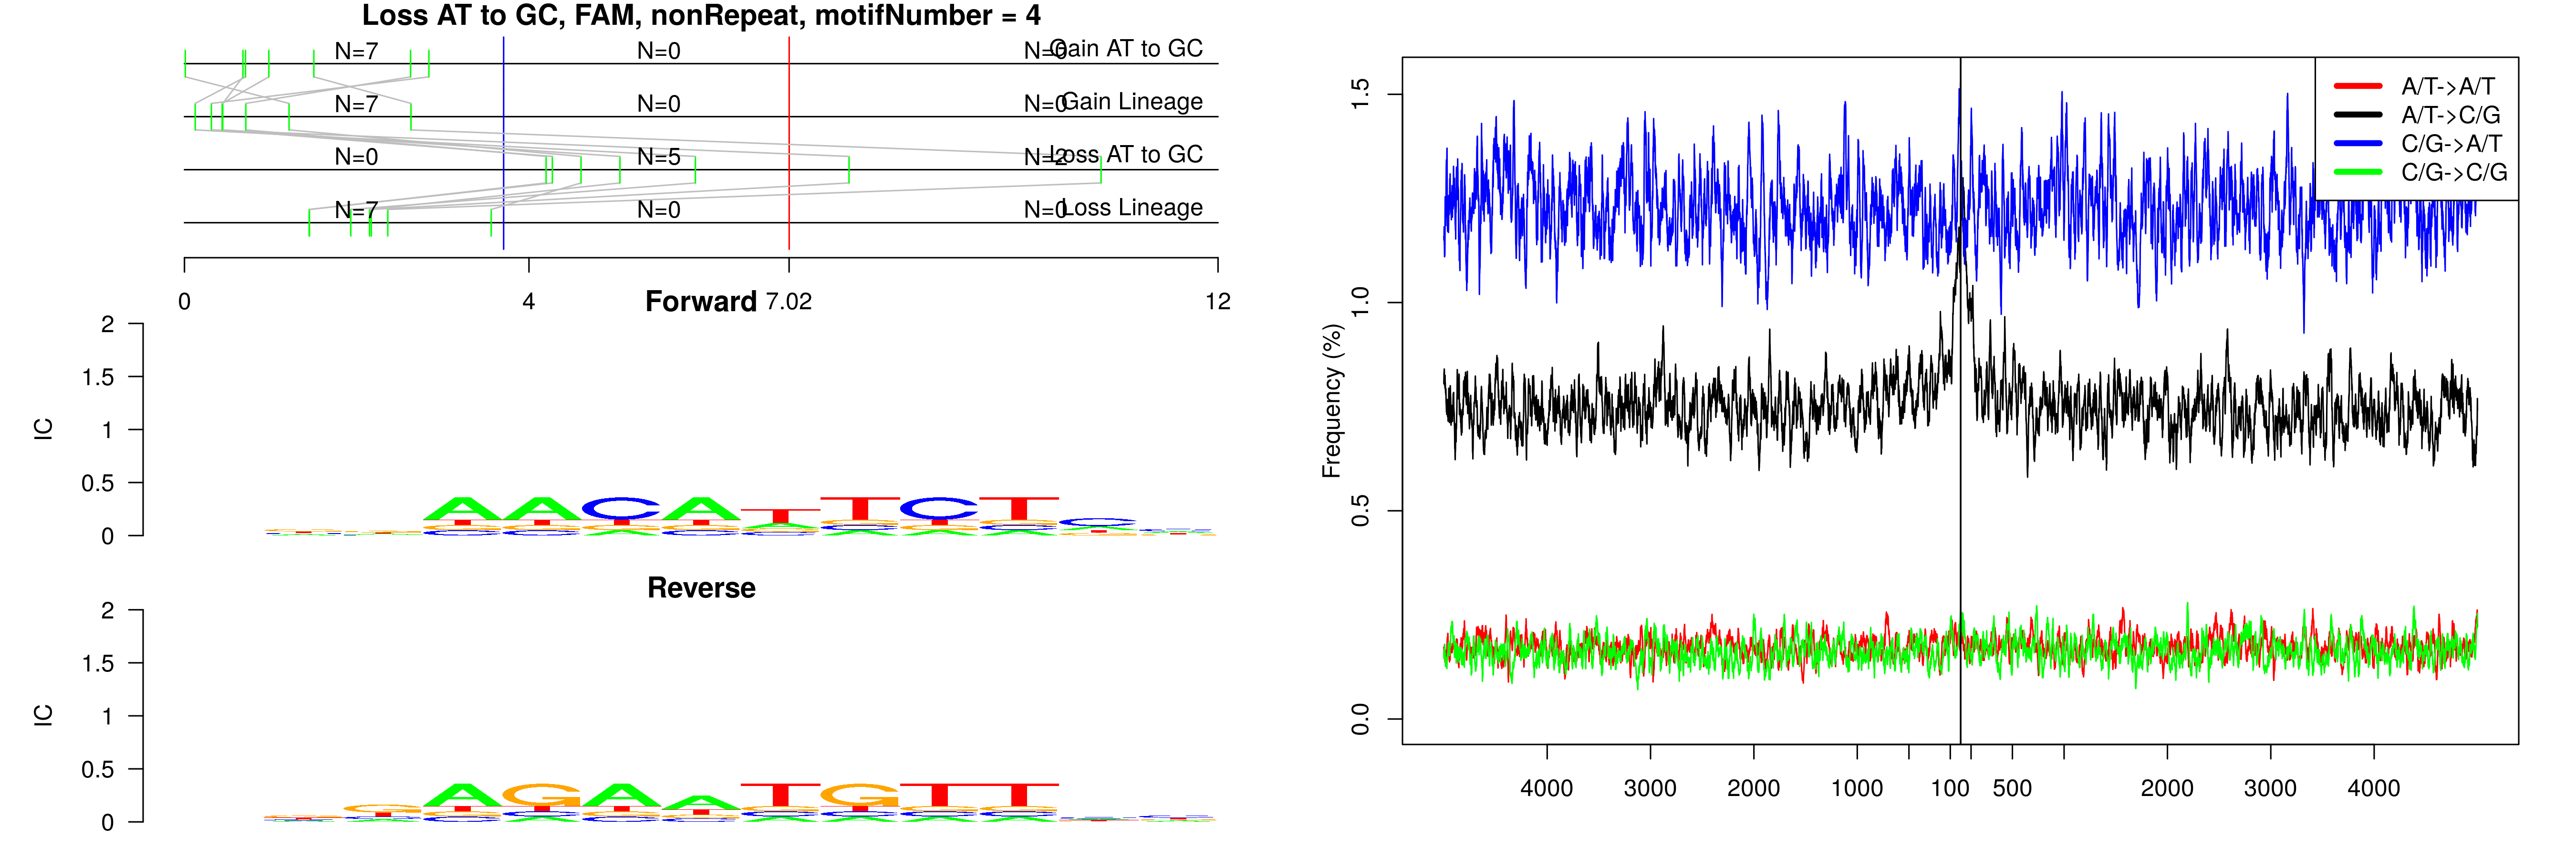 Loss AT to GC, FAM, nonRepeat, motifNumber = 4
N=7 N=0 N=0 Gain AT to GC
N=7 N=0 N=0 Gain Lineage
N=0 N=5 N=2 Loss AT to GC
N=7 N=0 N=0 Loss Lineage
0 4 7.02 12
Forward
IC
2
1.5
1
0.5
0
AACATTCTC
Reverse
IC
2
1.5
1
0.5
0
GAGAATGTT
Frequency (%)
1.5
1.0
0.5
0.0
A/T->A/T
A/T->C/G
C/G->A/T
C/G->C/G
4000 3000 2000 1000 100 500 2000 3000 4000